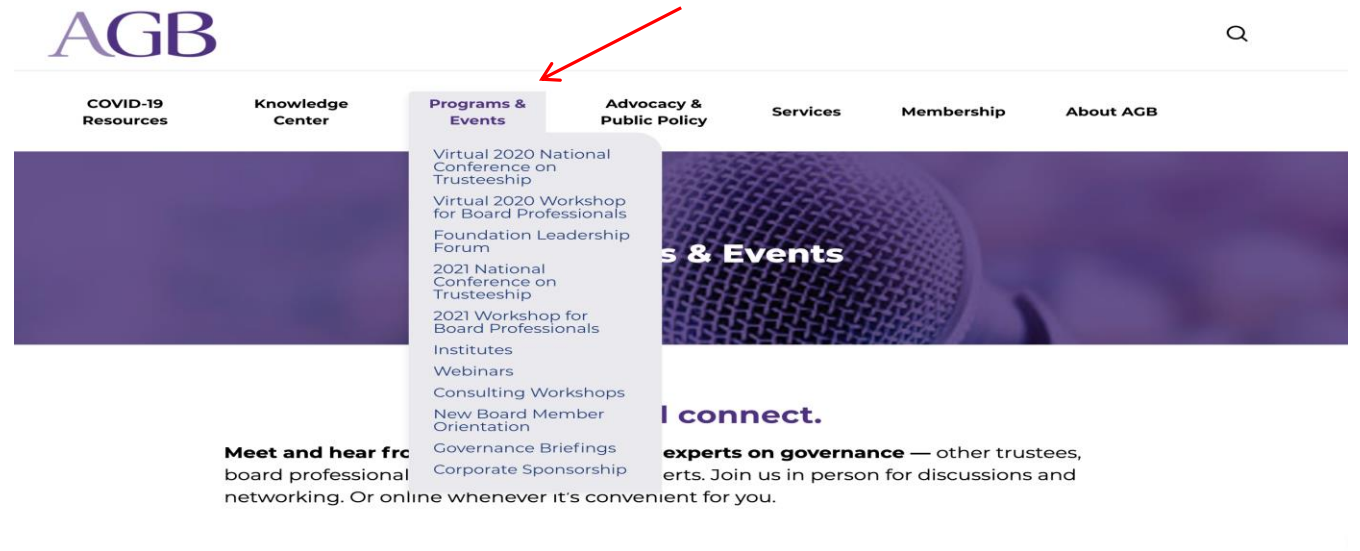 AGB
COVID-19
Resources
Knowledge
Center
Programs &
Events
Advocacy &
Public Policy
Services
Membership
About AGB
Virtual 2020 National
Conference on
Trusteeship
Virtual 2020 Workshop
for Board Professionals
Foundation Leadership
Forum
2021 National
Conference on
Trusteeship
2021 Workshop for
Board Professionals
Institutes
Webinars
Consulting Workshops
New Board Member
Orientation
Governance Briefings
Corporate Sponsorship
s & Events
connect.
Meet and hear experts on governance — other trustees,
board professional erts. Join us in person for discussions and
networking. Or online whenever it's convenient for you.